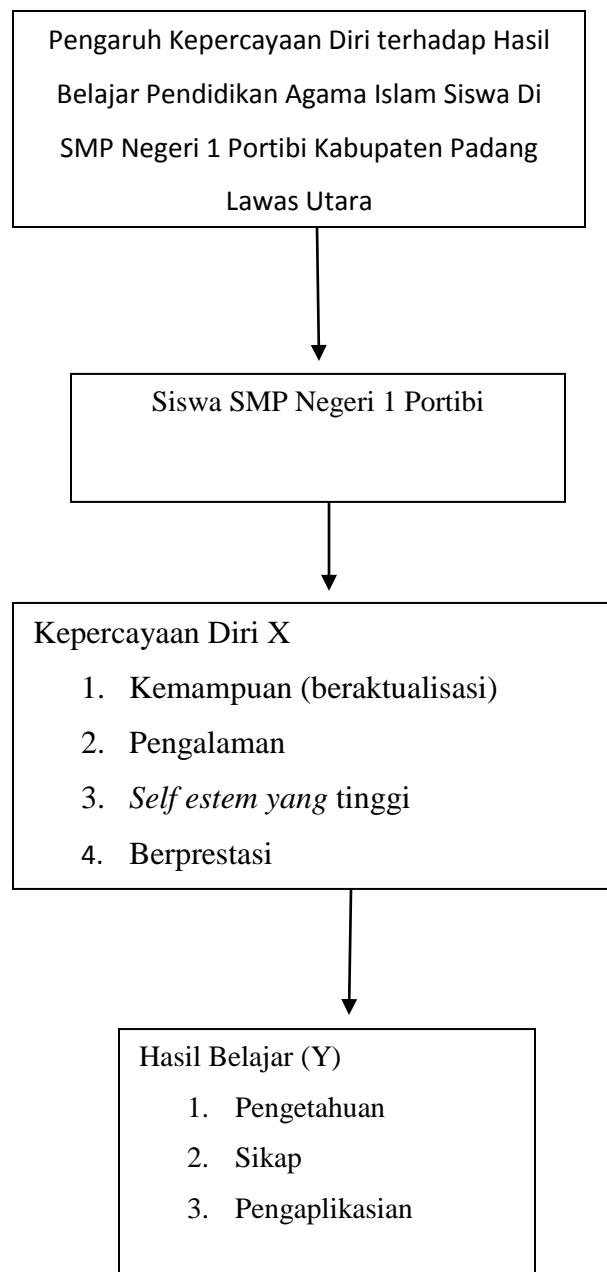 Pengaruh Kepercayaan Diri terhadap Hasil
Belajar Pendidikan Agama Islam Siswa Di
SMP Negeri 1 Portibi Kabupaten Padang
Lawas Utara
Siswa SMP Negeri 1 Portibi
Kepercayaan Diri X
1. Kemampuan (beraktualisasi)
2. Pengalaman
3. Self estem yang tinggi
4. Berprestasi
Hasil Belajar (Y)
1. Pengetahuan
2. Sikap
3. Pengaplikasian